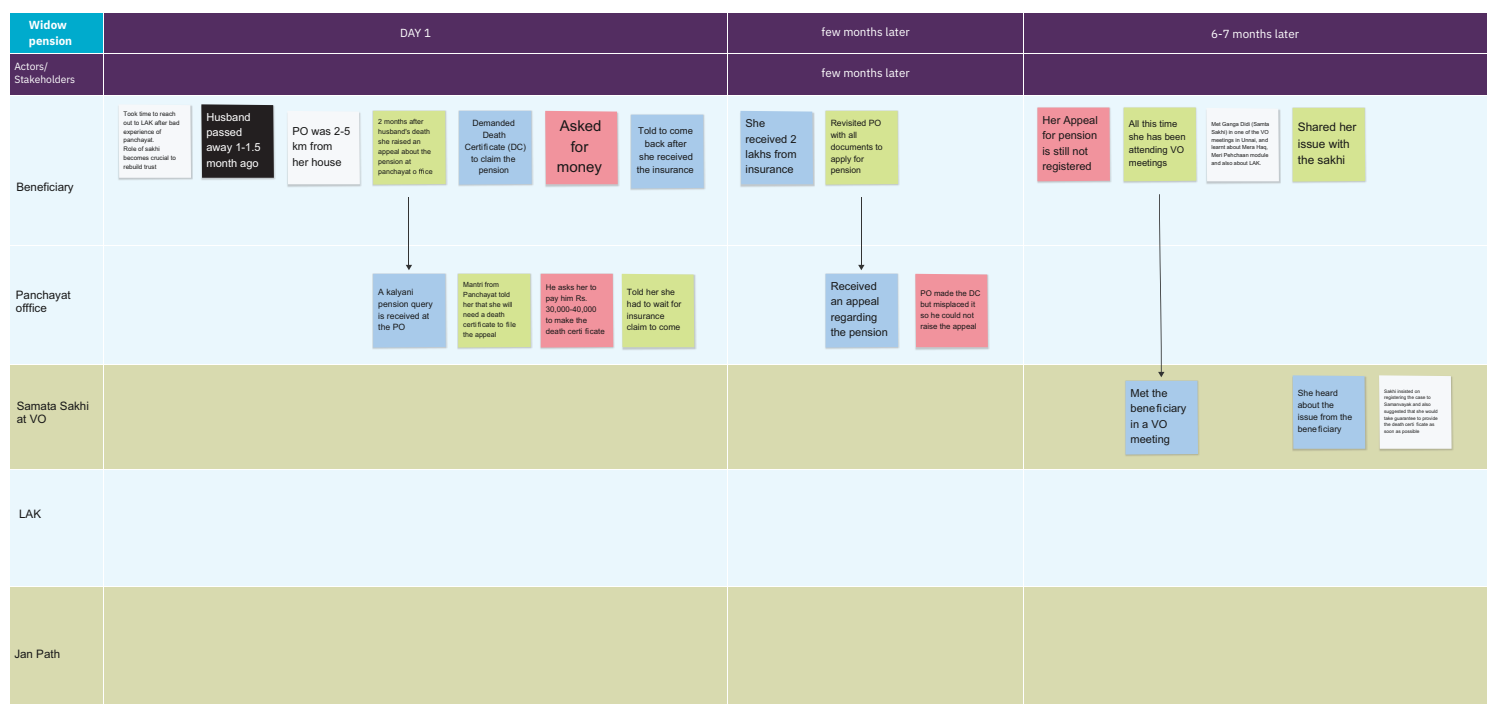 Widow
pension
DAY 1
few months later
6-7 months later
Actors/
Stakeholders
few months later
Beneficiary
Took time to reach
out to LAK after bad
experience of
panchayat.
Role of sakhi
becomes crucial to
rebuild trust
Husband
passed
away 1-1.5
month ago
PO was 2-5
km from
her house
2 months after
husband's death
she raised an
appeal about the
pension at
panchayat o ffice
Demanded
Death
Certificate (DC)
to claim the
pension
Asked
for
money
Told to come
back after
she received
the insurance
She
received 2
lakhs from
insurance
Revisited PO
with all
documents to
apply for
pension
Her Appeal
for pension
is still not
registered
All this time
she has been
attending VO
meetings
Met Ganga Didi (Samta
Sakhi) in one of the VO
meetings in Unnai, and
learnt about Mera Haq,
Meri Pehchaan module
and also about LAK.
Shared her
issue with
the sakhi
Panchayat
offfice
A kalyani
pension query
is received at
the PO
Mantri from
Panchayat told
her that she will
need a death
certificate to file
the appeal
He asks her to
pay him Rs.
30,000-40,000
to make the
death certi ficate
Told her she
had to wait for
insurance
claim to come
Received
an appeal
regarding
the pension
PO made the DC
but misplaced it
so he could not
raise the appeal
Samata Sakhi
at VO
Met the
beneficiary
in a VO
meeting
She heard
about the
issue from the
beneficiary
Sakhi insisted on
registering the case to
Samanvayak and also
suggested that she would
take guarantee to provide
the death certi ficate as
soon as possible
LAK
Jan Path